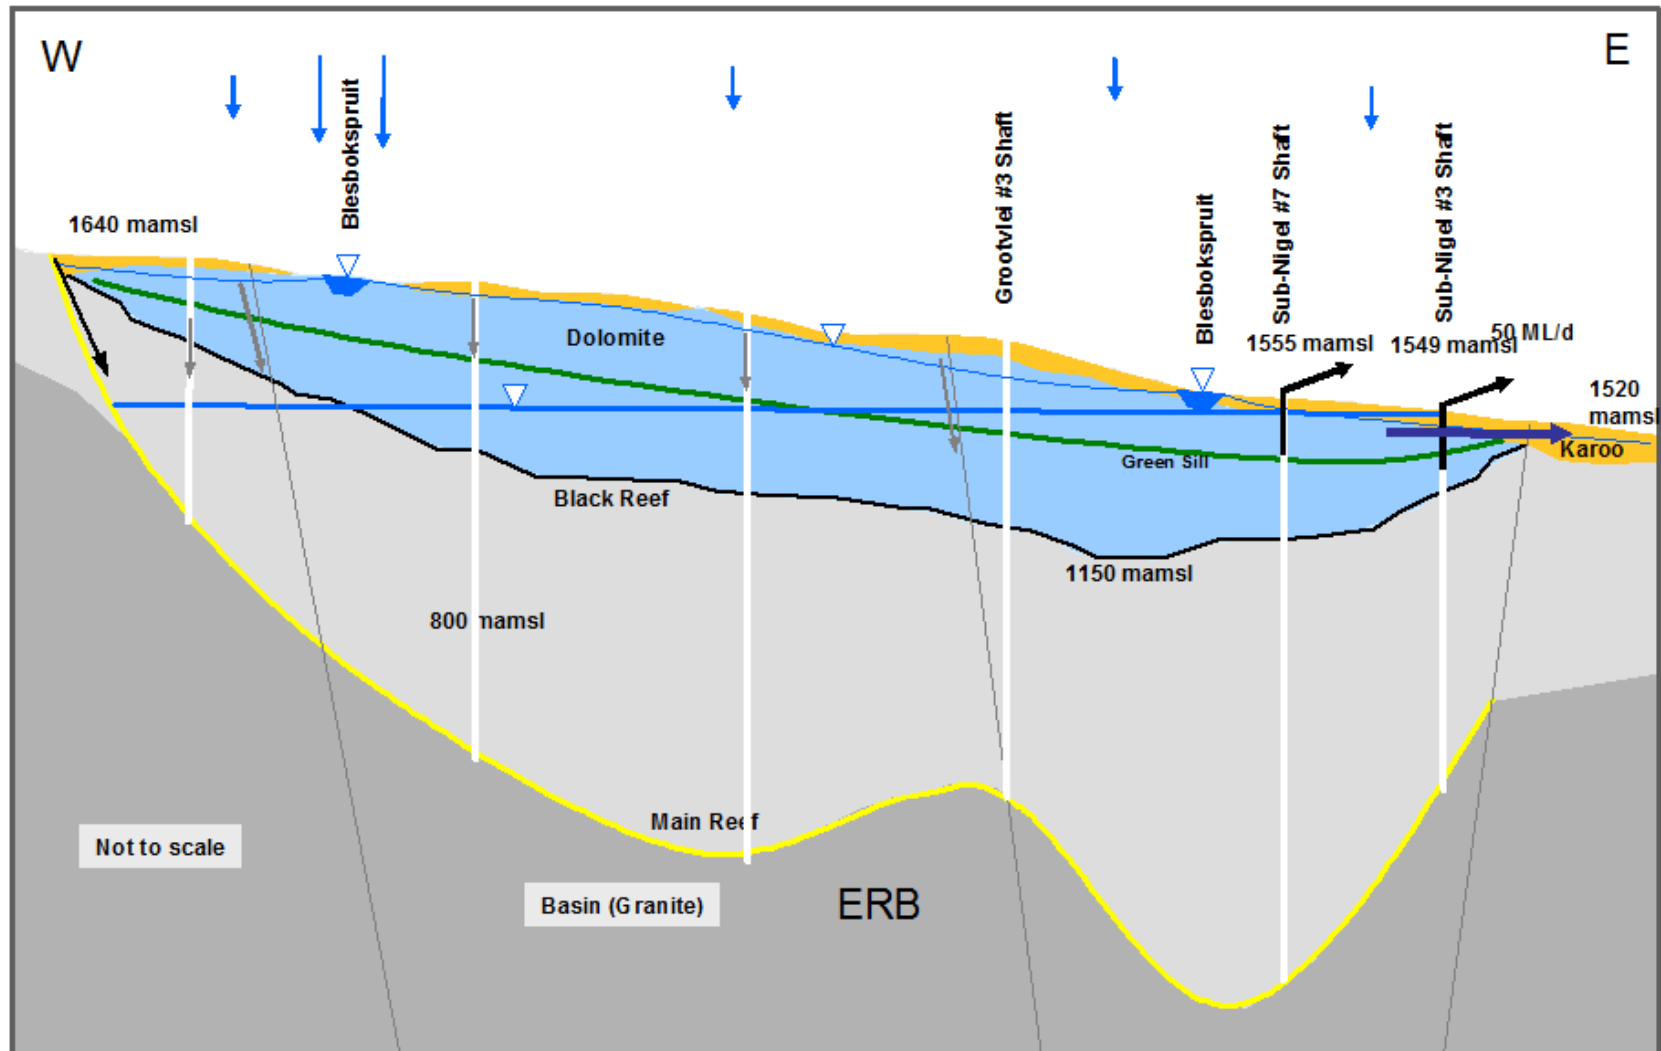 W
E
Blesbokspruit
Grootvlei #3 Shaft
Blesbokspruit
Sub-Nigel #7 Shaft
Sub-Nigel #3 Shaft
1640 mamsl
50 ML/d
1555 mamsl
1549 mamsl
Dolomite
1520
mamsl
Karoo
Green Sill
Black Reef
1150 mamsl
800 mamsl
Main Reef
Not to scale
Basin (Granite)
ERB